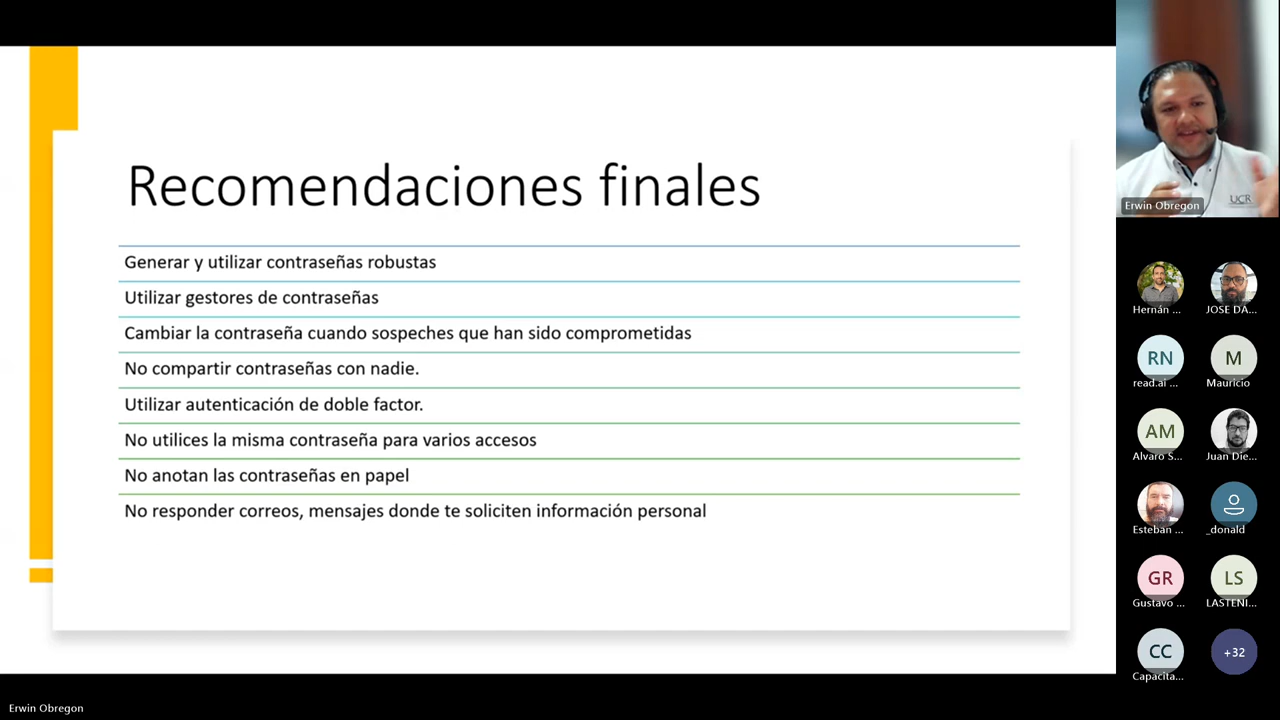 Recomendaciones finales
Generar y utilizar contraseñas robustas
Utilizar gestores de contraseñas
Cambiar la contraseña cuando sospeches que han sido comprometidas
No compartir contraseñas con nadie.
Utilizar autenticación de doble factor.
No utilices la misma contraseña para varios accesos
No anotan las contraseñas en papel
No responder correos, mensajes donde te soliciten información personal
UCR
Erwin Obregon
Hernán ...
JOSE DA...
RN
read.ai ...
M
Mauricio
AM
Alvaro S...
Juan Die...
Esteban ...
_donald
GR
Gustavo ...
LS
LASTENI...
CC
Capacita...
+32
Erwin Obregon